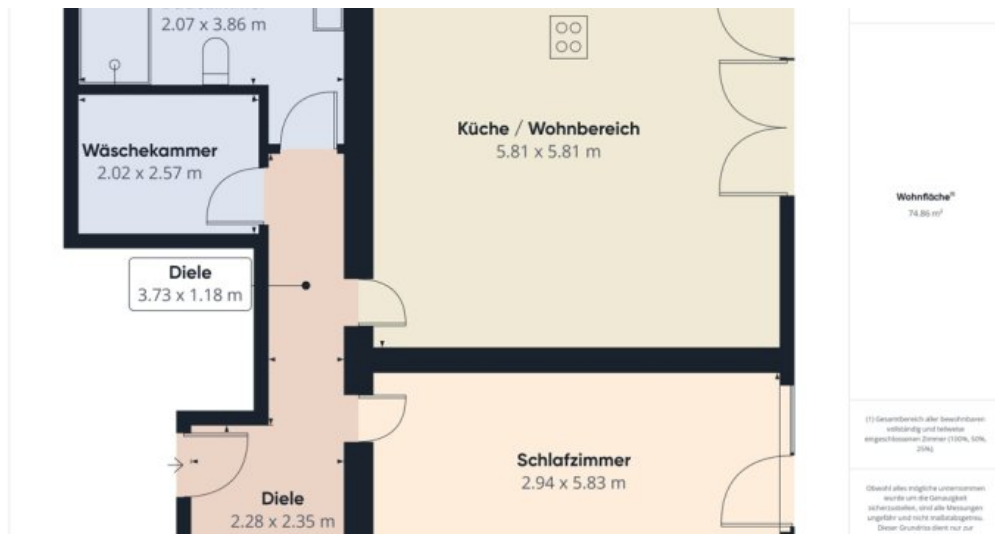 2.07 x 3.86 m
Küche / Wohnbereich
5.81 x 5.81 m
Wäschekammer
2.02 x 2.57 m
Diele
3.73 x 1.18 m
Schlafzimmer
2.94 x 5.83 m
Diele
2.28 x 2.35 m
Wohnfläche⁽¹⁾
74.86 m²
(1) Gesamtbereich aller bewohnbaren
vollständig und teilweise
eingeschlossenen Zimmer (100%, 50%,
25%)
Obwohl alles mögliche unternommen
wurde um die Genauigkeit
sicherzustellen, sind alle Messungen
ungefähr und nicht maßstabsgetreu.
Dieser Grundriss dient nur zur